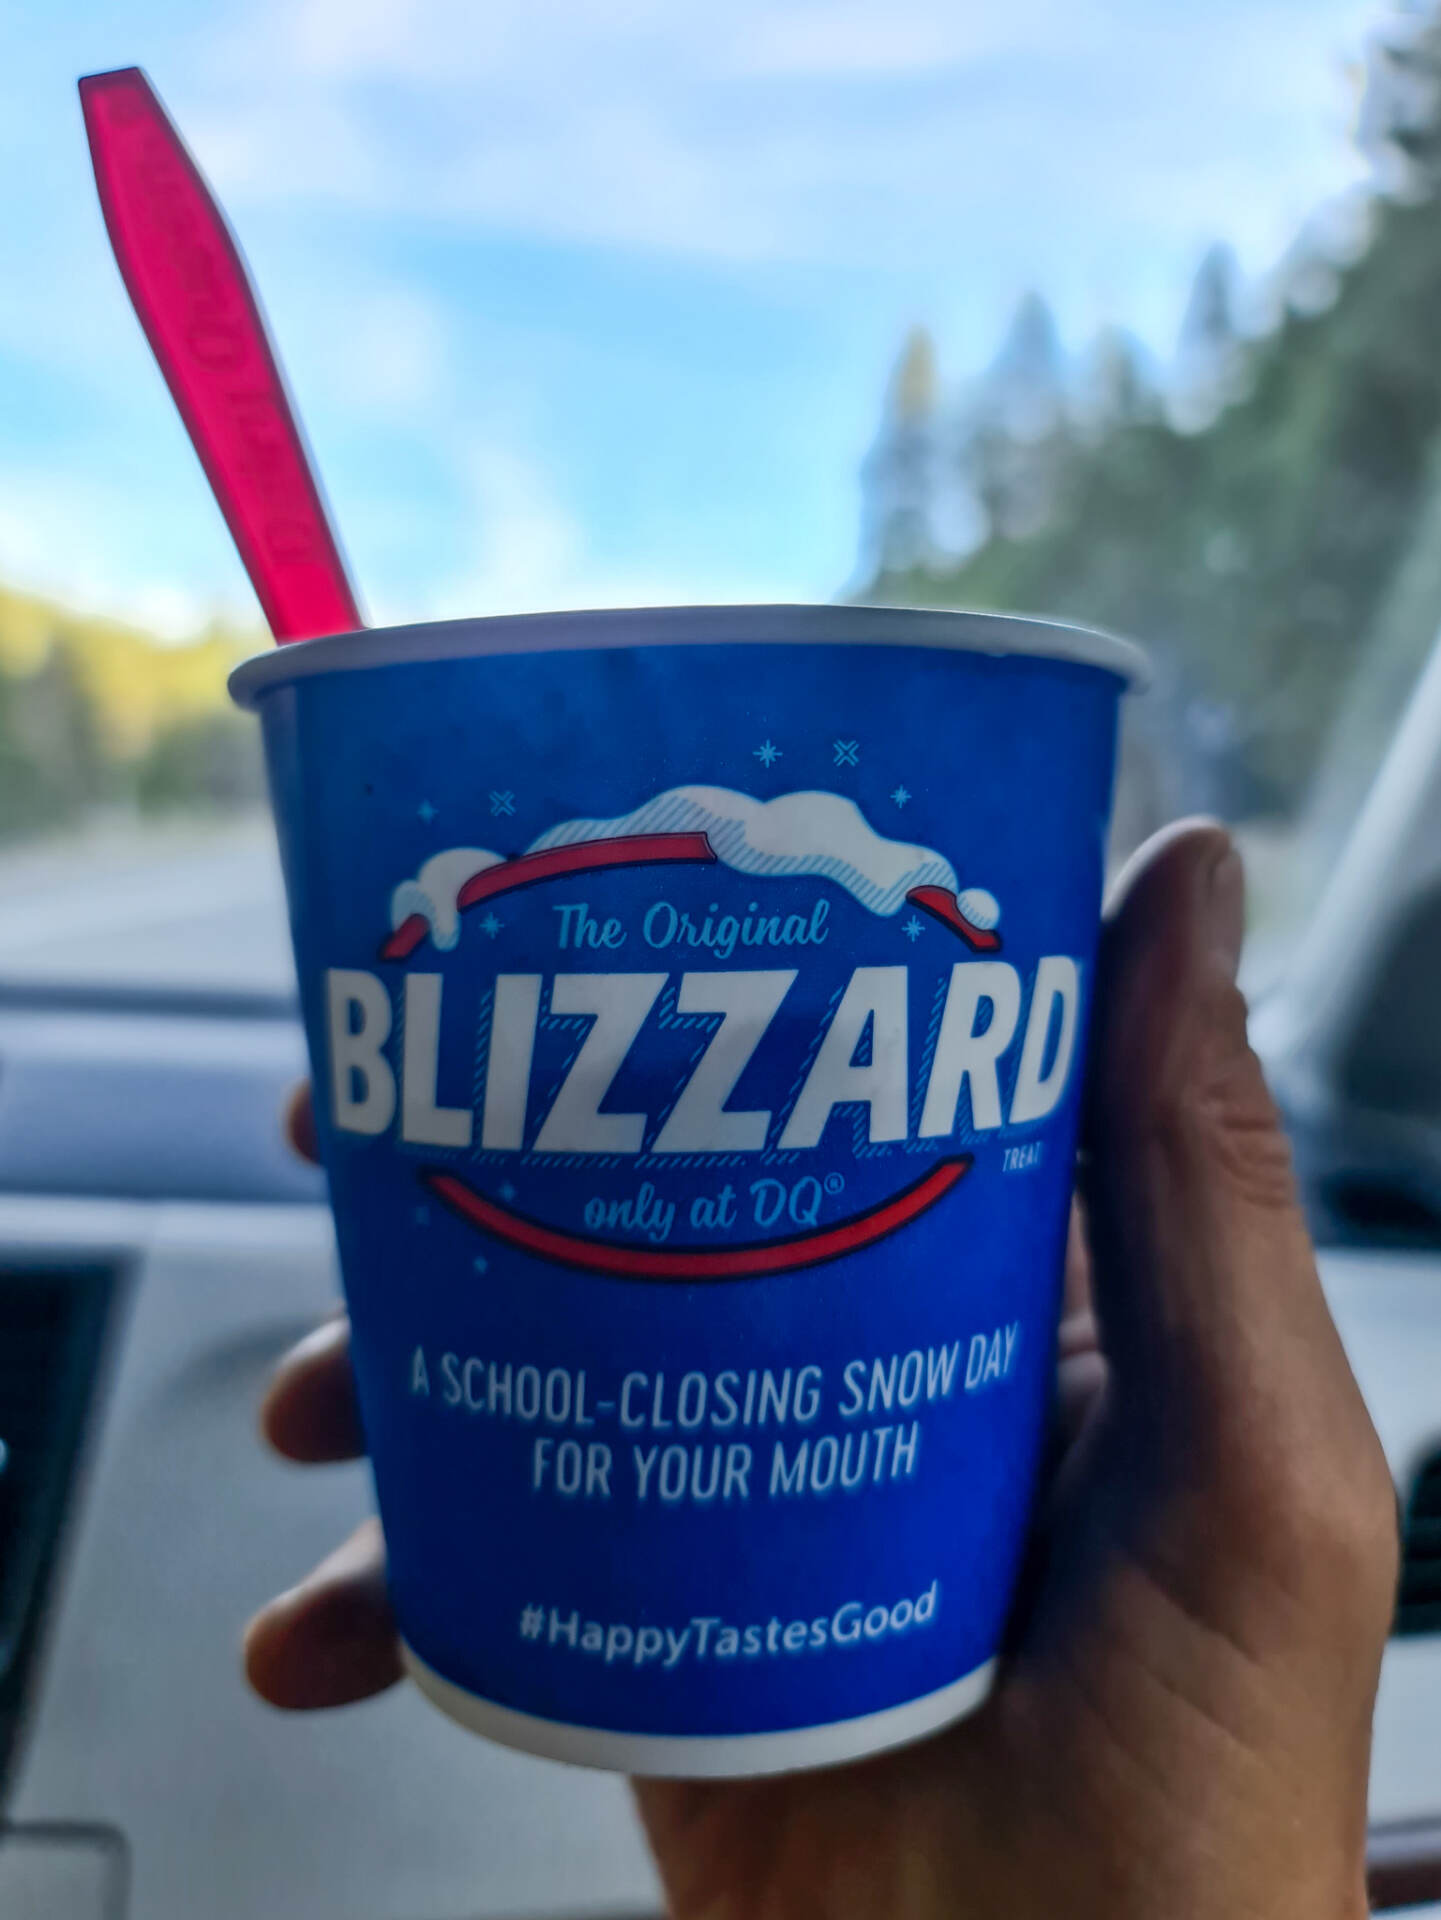 The Original
BLIZZARD
TREAT
only at DQ®
A SCHOOL-CLOSING SNOW DAY
FOR YOUR MOUTH
#HappyTastesGood